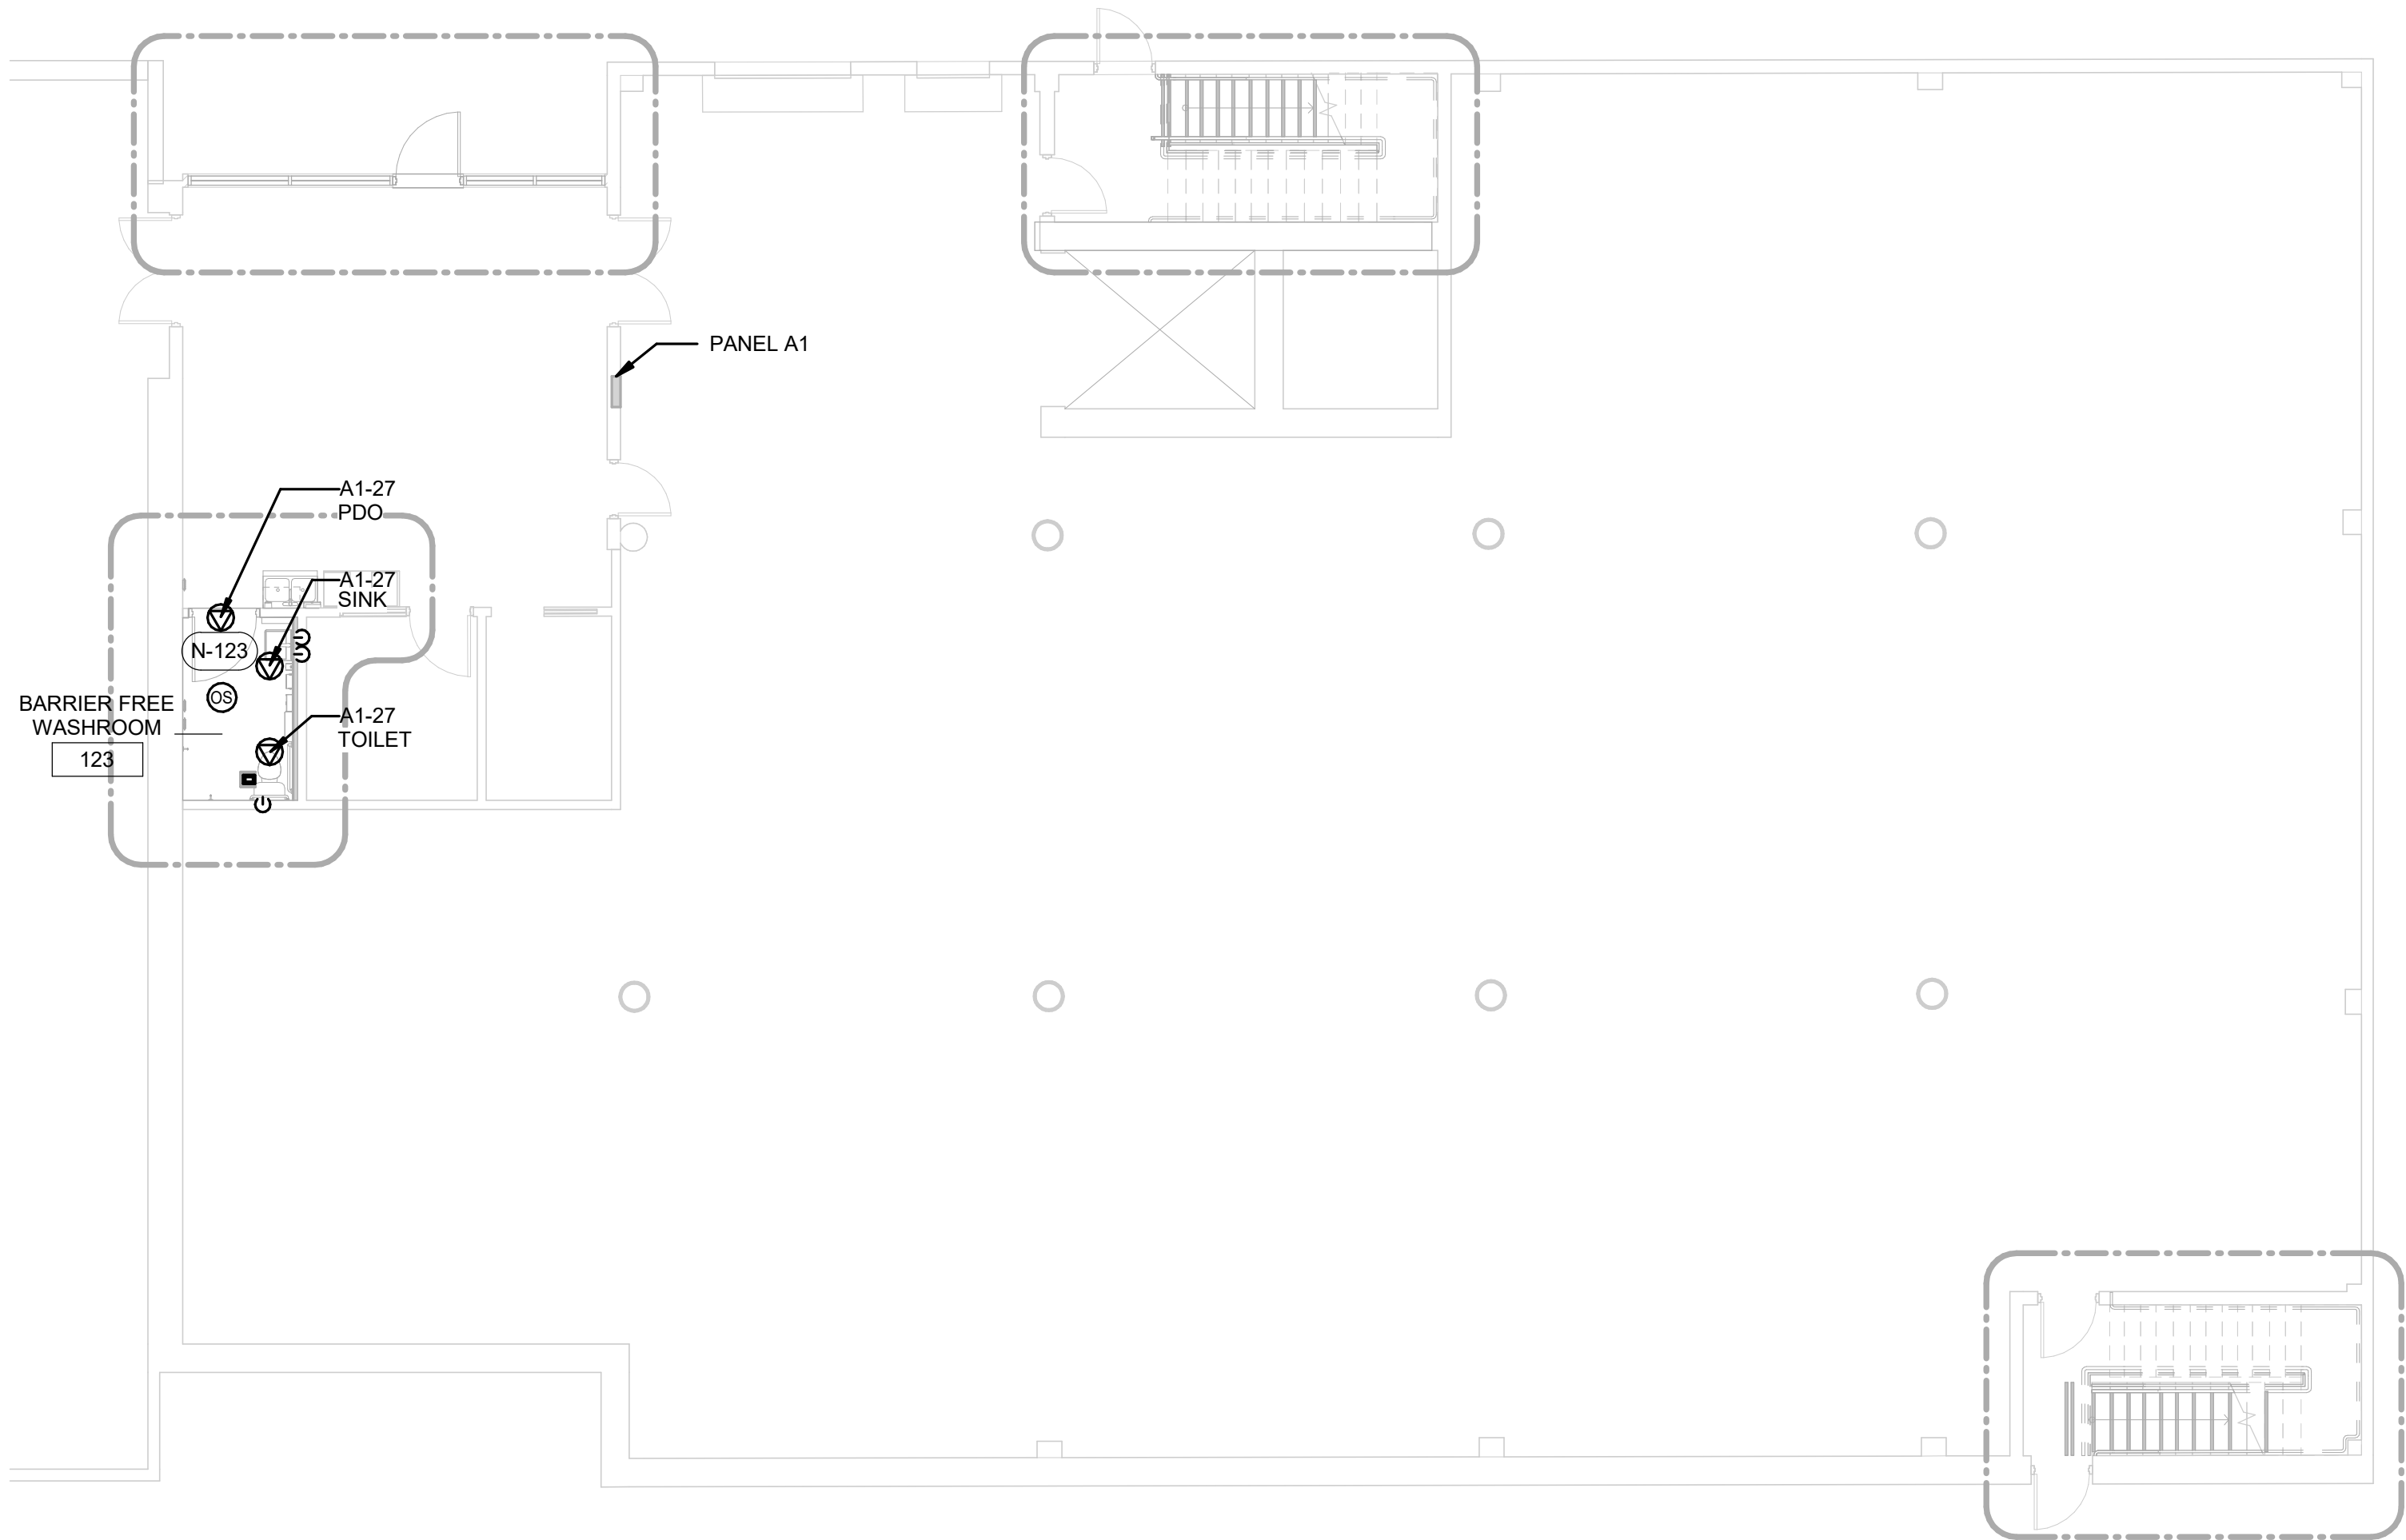 PANEL A1
A1-27
PDO
A1-27
SINK
N-123
OS
BARRIER FREE
WASHROOM
123
A1-27
TOILET